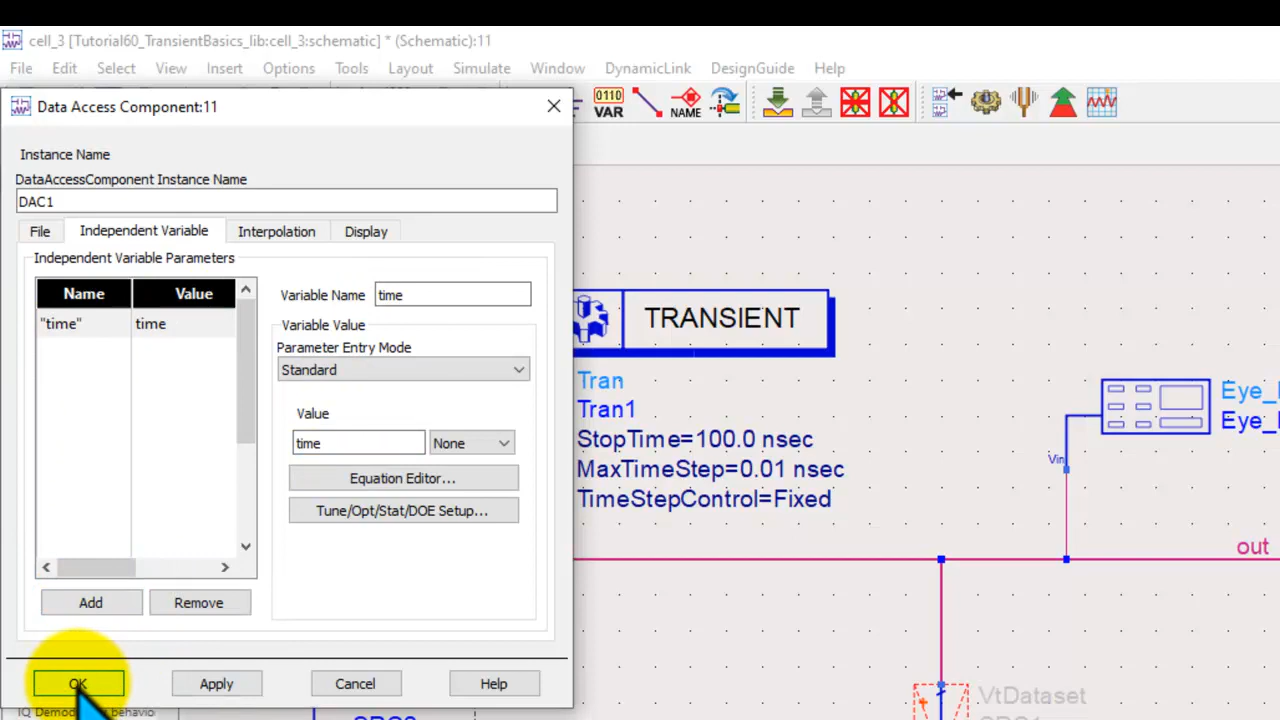 cell_3 [Tutorial60_TransientBasics_lib:cell_3:schematic] * (Schematic):11
File Edit Select View Insert Options Tools Layout Simulate Window DynamicLink DesignGuide Help
Data Access Component:11
0110
VAR
NAME
Instance Name
DataAccessComponent Instance Name
DAC1
File Independent Variable Interpolation Display
Independent Variable Parameters
Name Value
"time" time
Variable Name time
Variable Value
Parameter Entry Mode
Standard
Value
time None
Equation Editor...
Tune/Opt/Stat/DOE Setup...
Add Remove
OK Apply Cancel Help
TRANSIENT
Tran
Tran1
StopTime=100.0 nsec
MaxTimeStep=0.01 nsec
TimeStepControl=Fixed
Eye_
Eye_
Vin
out
VtDataset
IQ Demod